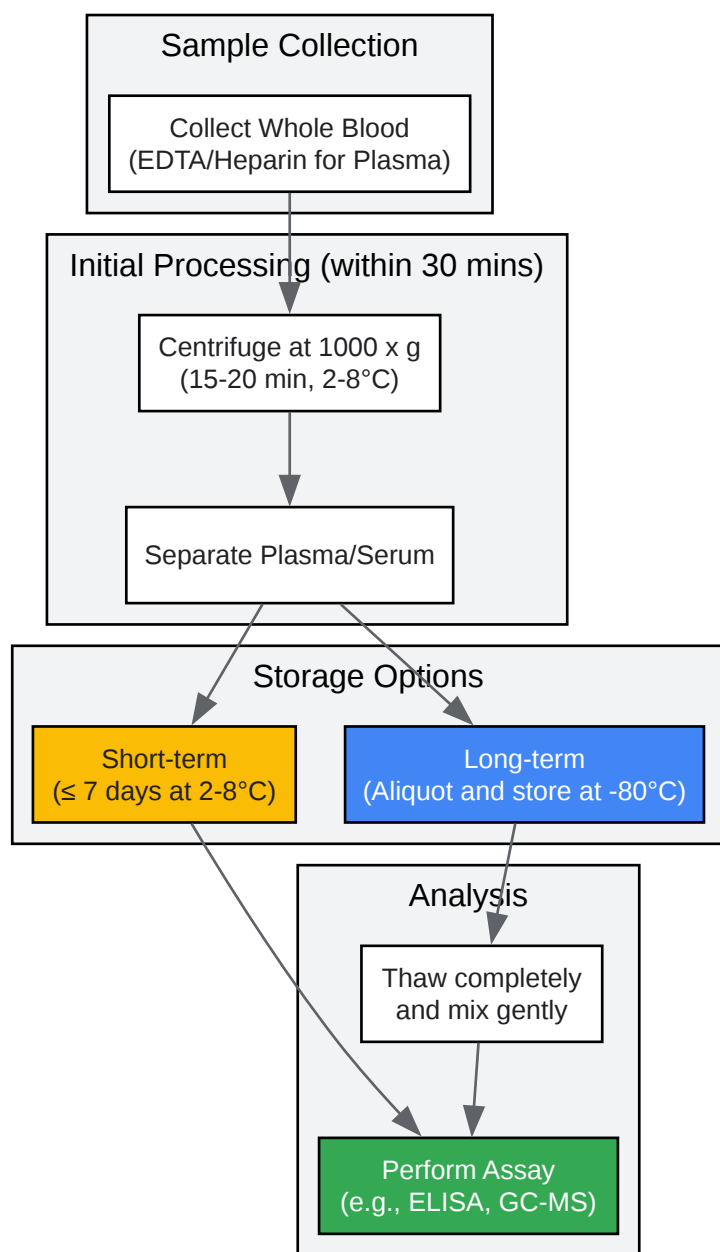 Sample Collection
Collect Whole Blood
(EDTA/Heparin for Plasma)
Initial Processing (within 30 mins)
Centrifuge at 1000 x g
(15-20 min, 2-8°C)
Separate Plasma/Serum
Storage Options
Short-term
(≤ 7 days at 2-8°C)
Long-term
(Aliquot and store at -80°C)
Analysis
Thaw completely
and mix gently
Perform Assay
(e.g., ELISA, GC-MS)